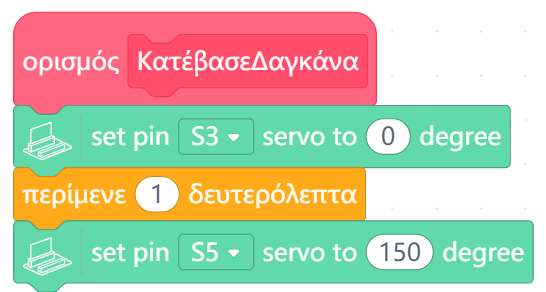 ορισμός ΚατέβασεΔαγκάνα
set pin S3 servo to 0 degree
περίμενε 1 δευτερόλεπτα
set pin S5 servo to 150 degree